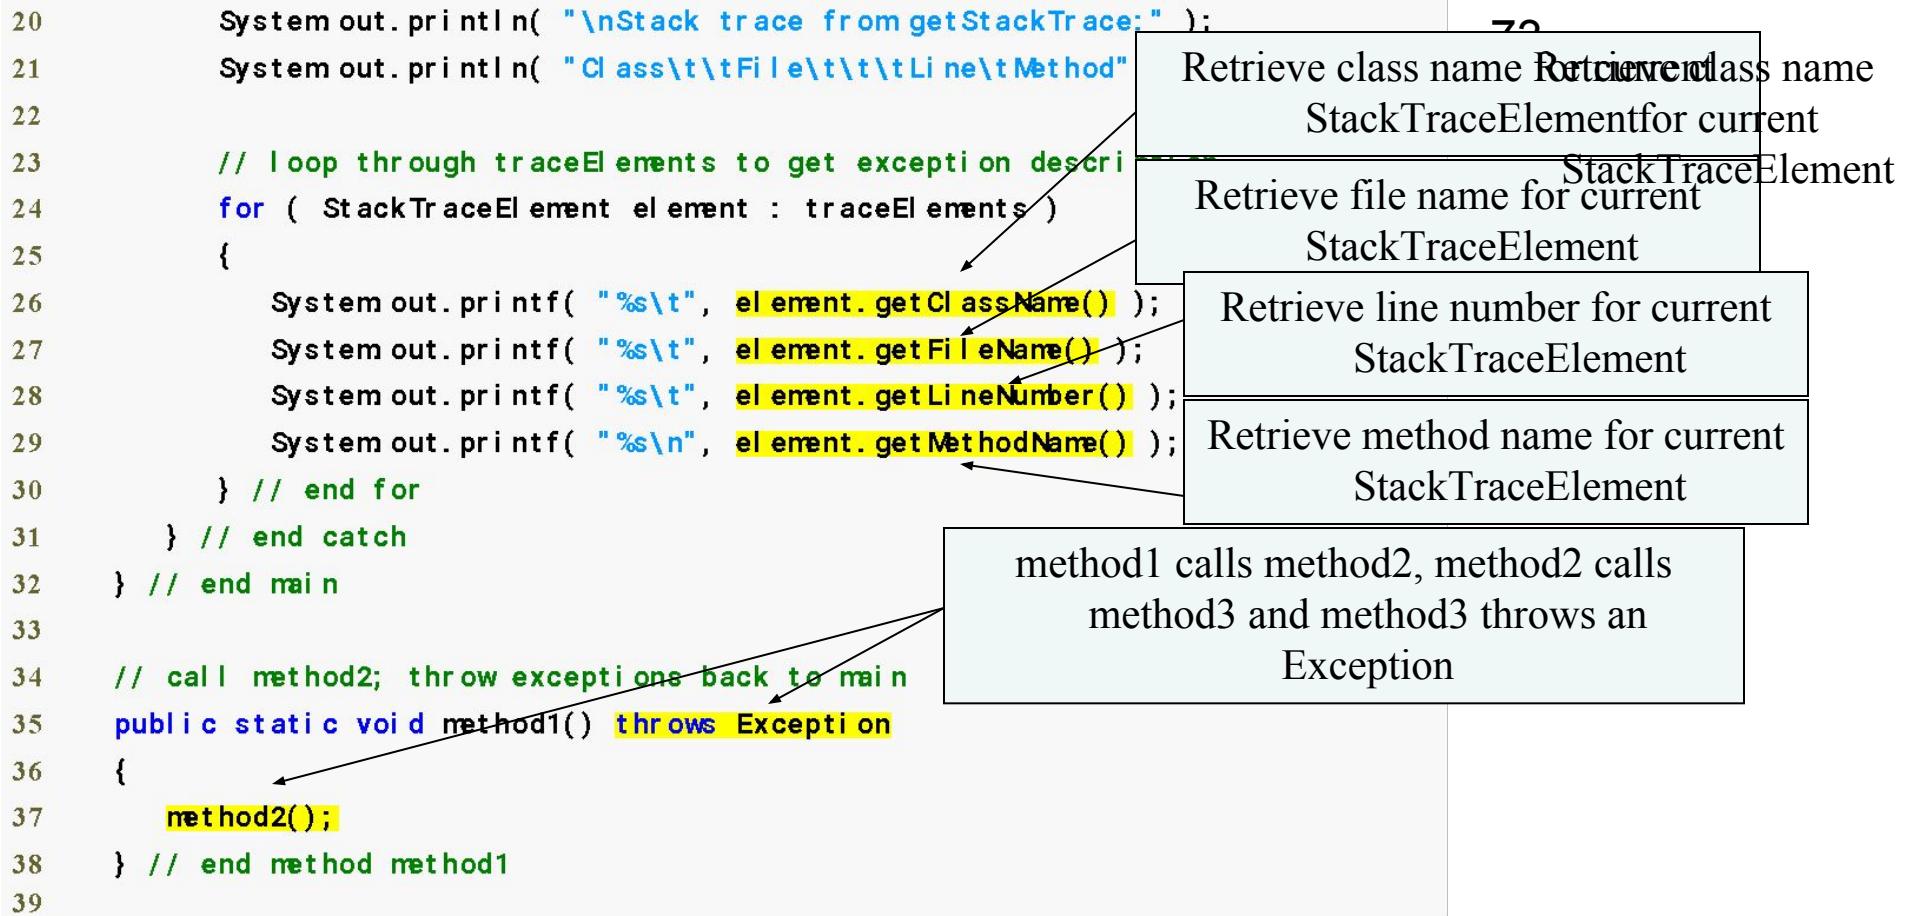 20 System.out.println( "\nStack trace from getStackTrace:" );
21 System.out.println( "Class\t\tFile\t\t\tLine\tMethod"
22
23 // loop through traceElements to get exception
24 for ( StackTraceElement element : traceElements )
25 {
26 System.out.printf( "%s\t", element.getClassName() );
27 System.out.printf( "%s\t", element.getFileName() );
28 System.out.printf( "%s\t", element.getLineNumber() );
29 System.out.printf( "%s\n", element.getMethodName() );
30 } // end for
31 } // end catch
32 } // end main
33
34 // call method2; throw exceptions back to main
35 public static void method1() throws Exception
36 {
37 method2();
38 } // end method method1
39
Retrieve class name for current
StackTraceElement
Retrieve class name
for current
StackTraceElement
Retrieve file name for current
StackTraceElement
Retrieve line number for current
StackTraceElement
Retrieve method name for current
StackTraceElement
method1 calls method2, method2 calls
method3 and method3 throws an
Exception